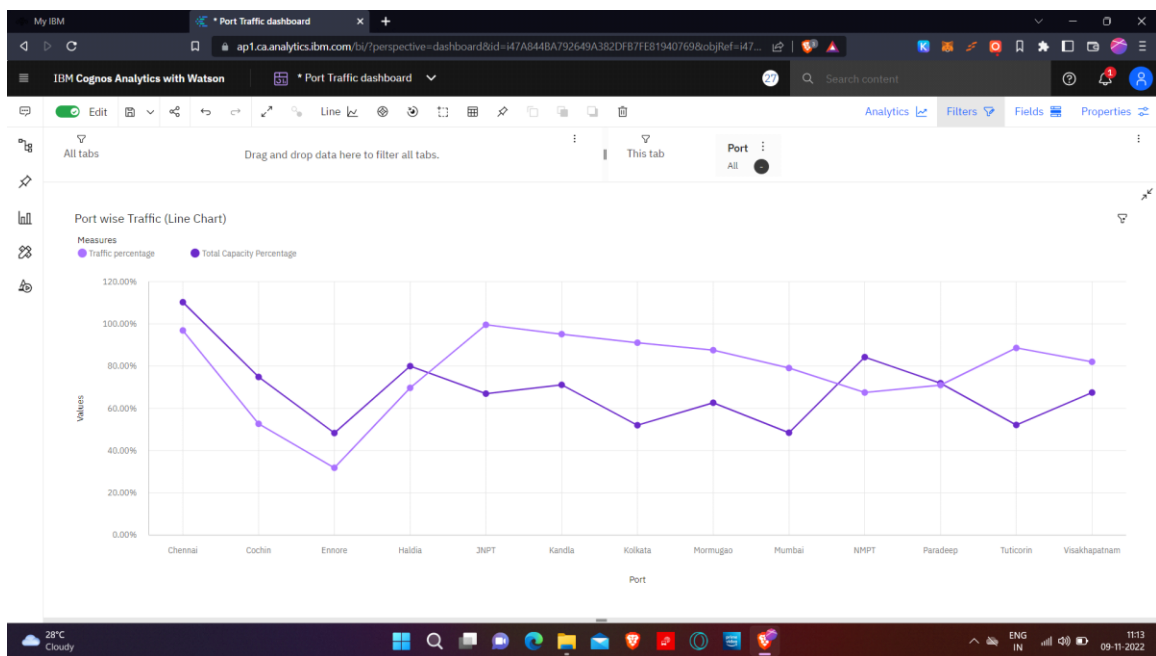 My IBM
* Port Traffic dashboard
ap1.ca.analytics.ibm.com/bi/?perspective=dashboard&id=i47A844BA792649A382DFB7FE81940769&objRef=i47...
IBM Cognos Analytics with Watson
* Port Traffic dashboard
27
Search content
1
Edit
Line
Analytics
Filters
Fields
Properties
All tabs
Drag and drop data here to filter all tabs.
This tab
Port
All
Port wise Traffic (Line Chart)
Measures
Traffic percentage
Total Capacity Percentage
120.00%
100.00%
80.00%
60.00%
40.00%
20.00%
0.00%
Values
Chennai
Cochin
Ennore
Haldia
JNPT
Kandla
Kolkata
Mormugao
Mumbai
NMPT
Paradeep
Tuticorin
Visakhapatnam
Port
28°C
Cloudy
ENG
IN
11:13
09-11-2022